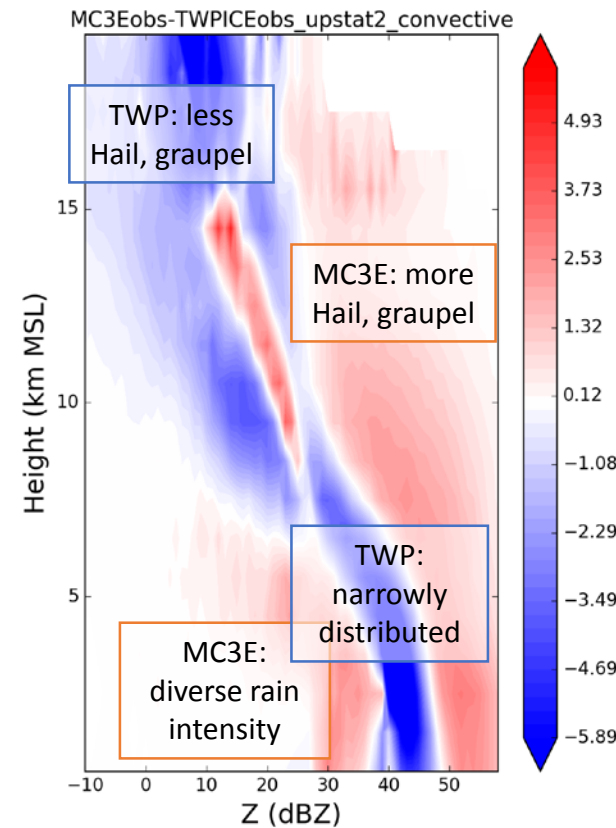 MC3Eobs-TWPICEobs_upstat2_convective
TWP: less
Hail, graupel
MC3E: more
Hail, graupel
TWP:
narrowly
distributed
MC3E:
diverse rain
intensity
Height (km MSL)
15
10
5
−10 0 10 20 30 40 50
Z (dBZ)
4.93
3.73
2.53
1.32
0.12
−1.08
−2.29
−3.49
−4.69
−5.89